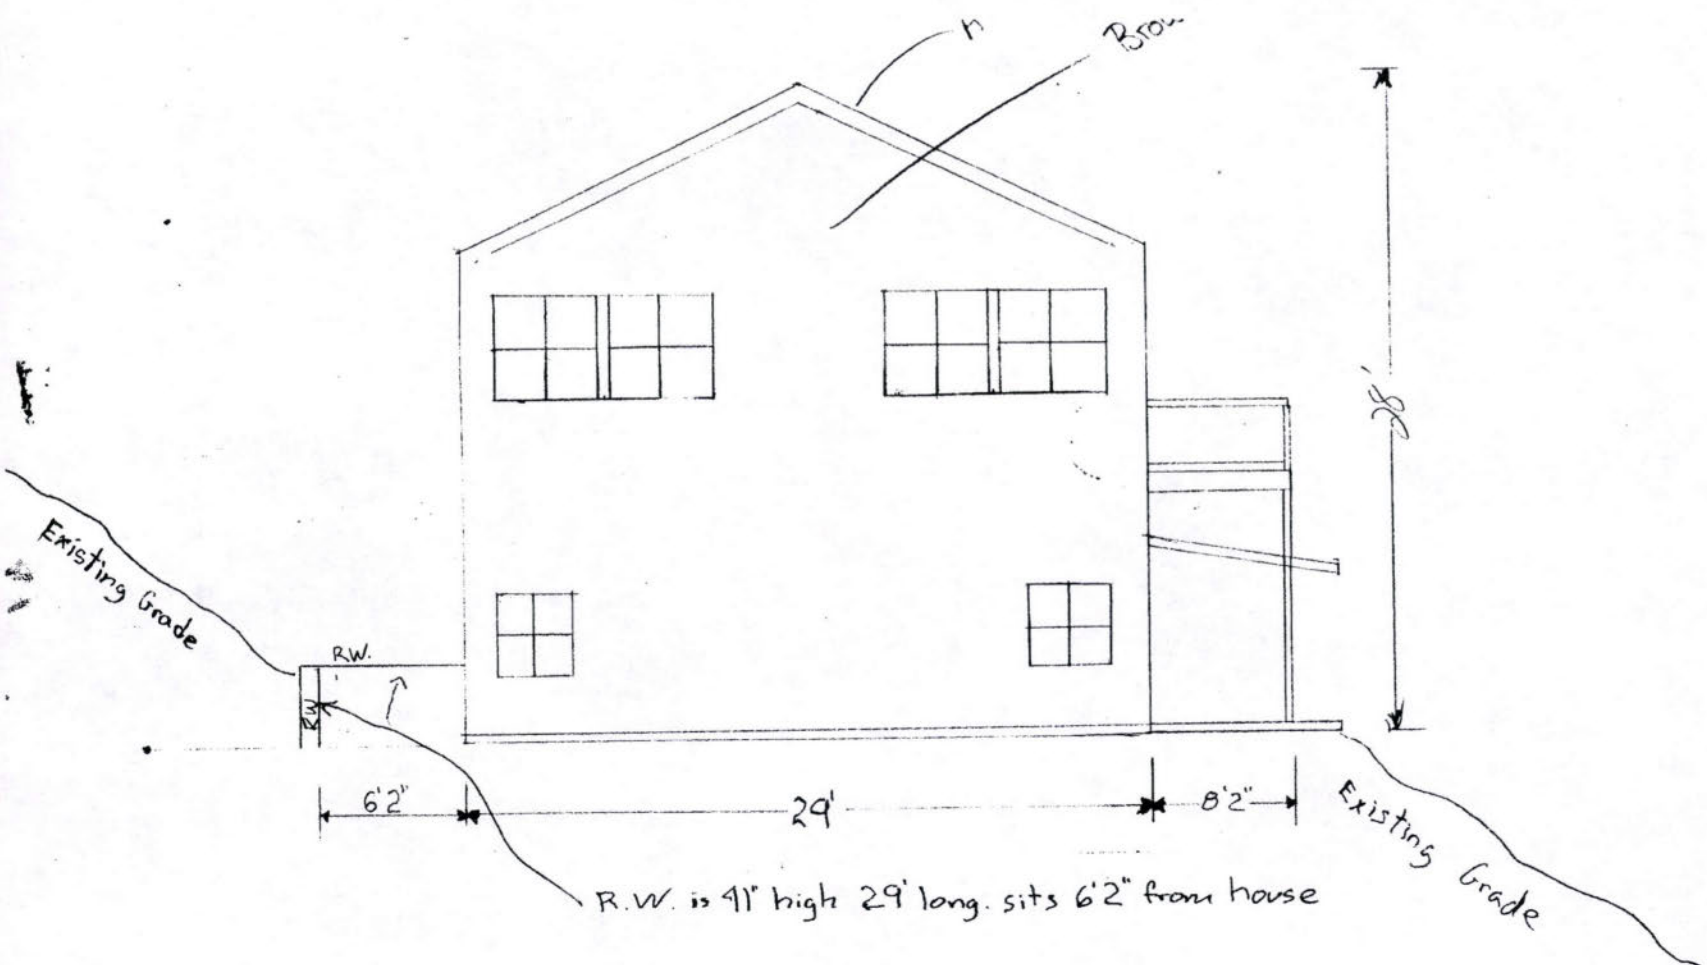 Existing Grade
R.W.
RW
6'2"
29'
8'2"
Existing Grade
R.W. is 41" high 29' long. sits 6'2" from house